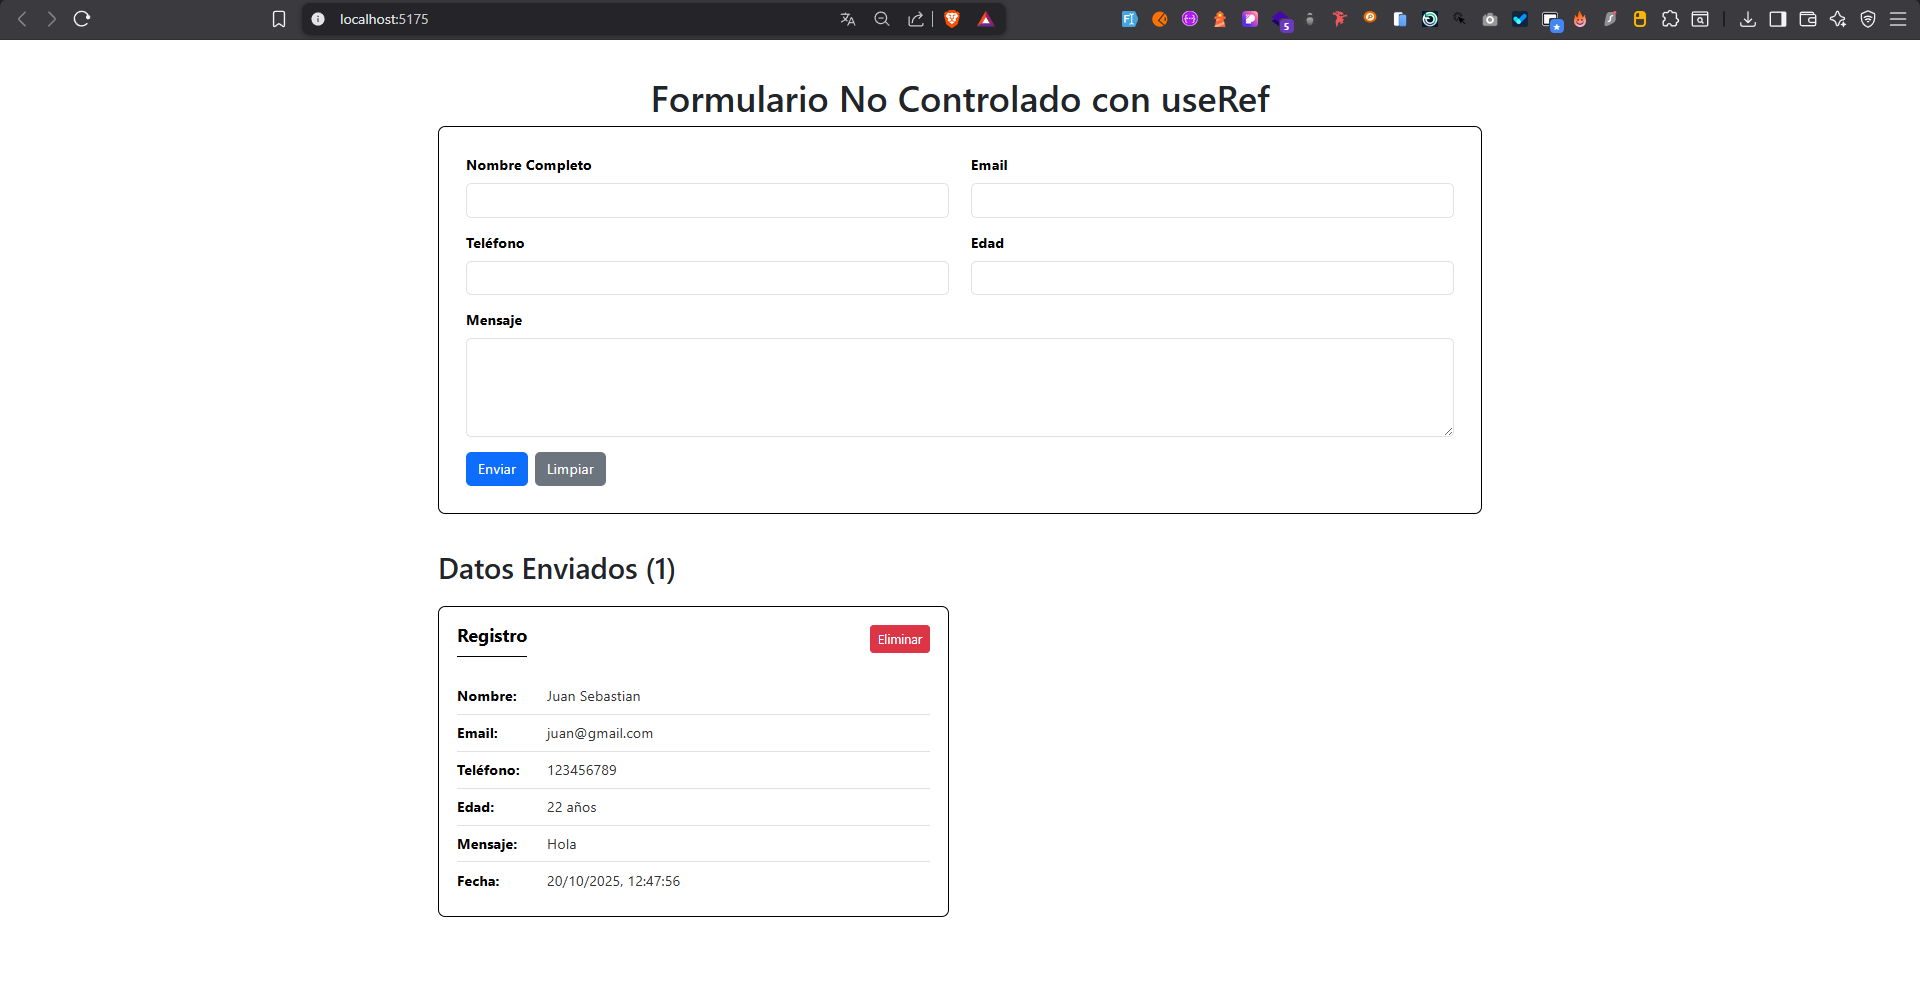 localhost:5175
5
Formulario No Controlado con useRef
Nombre Completo
Email
Teléfono
Edad
Mensaje
Enviar
Limpiar
Datos Enviados (1)
Registro
Eliminar
Nombre: Juan Sebastian
Email: juan@gmail.com
Teléfono: 123456789
Edad: 22 años
Mensaje: Hola
Fecha: 20/10/2025, 12:47:56